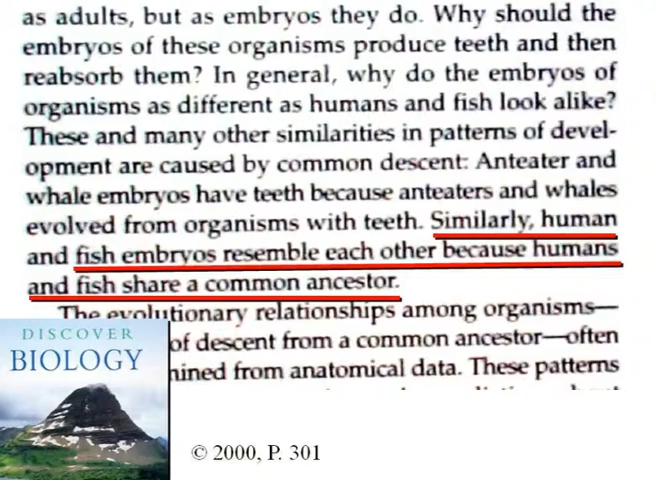 as adults, but as embryos they do. Why should the
embryos of these organisms produce teeth and then
reabsorb them? In general, why do the embryos of
organisms as different as humans and fish look alike?
These and many other similarities in patterns of devel-
opment are caused by common descent: Anteater and
whale embryos have teeth because anteaters and whales
evolved from organisms with teeth. Similarly, human
and fish embryos resemble each other because humans
and fish share a common ancestor.
The evolutionary relationships among organisms—
of descent from a common ancestor—often
from anatomical data. These patterns
DISCOVER
BIOLOGY
© 2000, P. 301